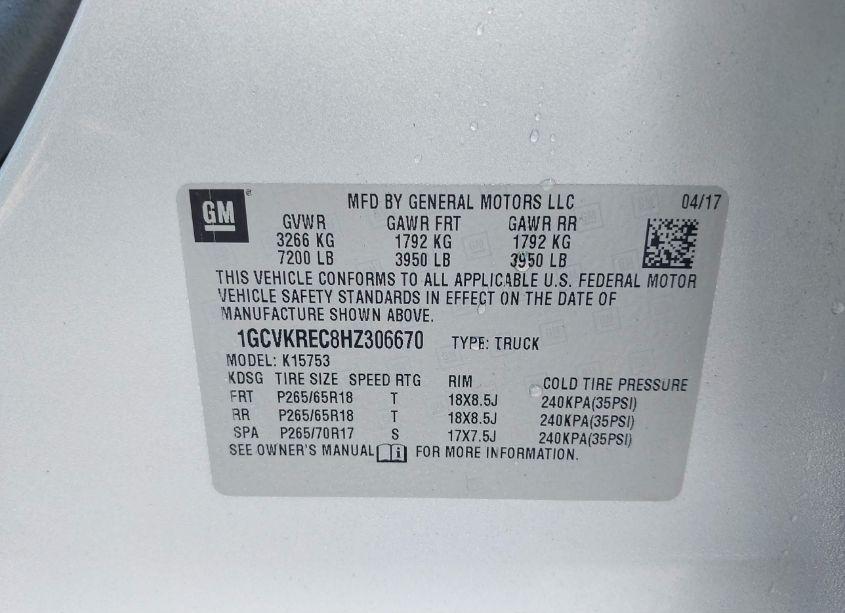 GM ® MFD BY GENERAL MOTORS LLC 04/17
GVWR GAWR FRT GAWR RR
3266 KG 1792 KG 1792 KG
7200 LB 3950 LB 3950 LB
THIS VEHICLE CONFORMS TO ALL APPLICABLE U.S. FEDERAL MOTOR
VEHICLE SAFETY STANDARDS IN EFFECT ON THE DATE OF
MANUFACTURE SHOWN ABOVE.
1GCVKREC8HZ306670 TYPE: TRUCK
MODEL: K15753
KDSG TIRE SIZE SPEED RTG RIM COLD TIRE PRESSURE
FRT P265/65R18 T 18X8.5J 240KPA(35PSI)
RR P265/65R18 T 18X8.5J 240KPA(35PSI)
SPA P265/70R17 S 17X7.5J 240KPA(35PSI)
SEE OWNER'S MANUAL i FOR MORE INFORMATION.